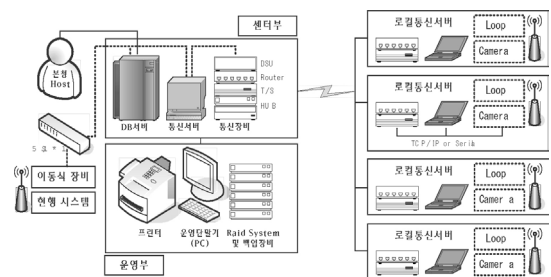 센터부
본청
Host
DSU
Router
T/S
HU B
DB서버
통신서버
통신장비
이동식 장비
현행 시스템
프린터
운영단말기
(PC)
Raid System
및 백업장비
운영부
로컬통신서버
Loop
Camera
로컬통신서버
Loop
Camera
TC P/IP or Serial
로컬통신서버
Loop
Camer a
로컬통신서버
Loop
Camer a